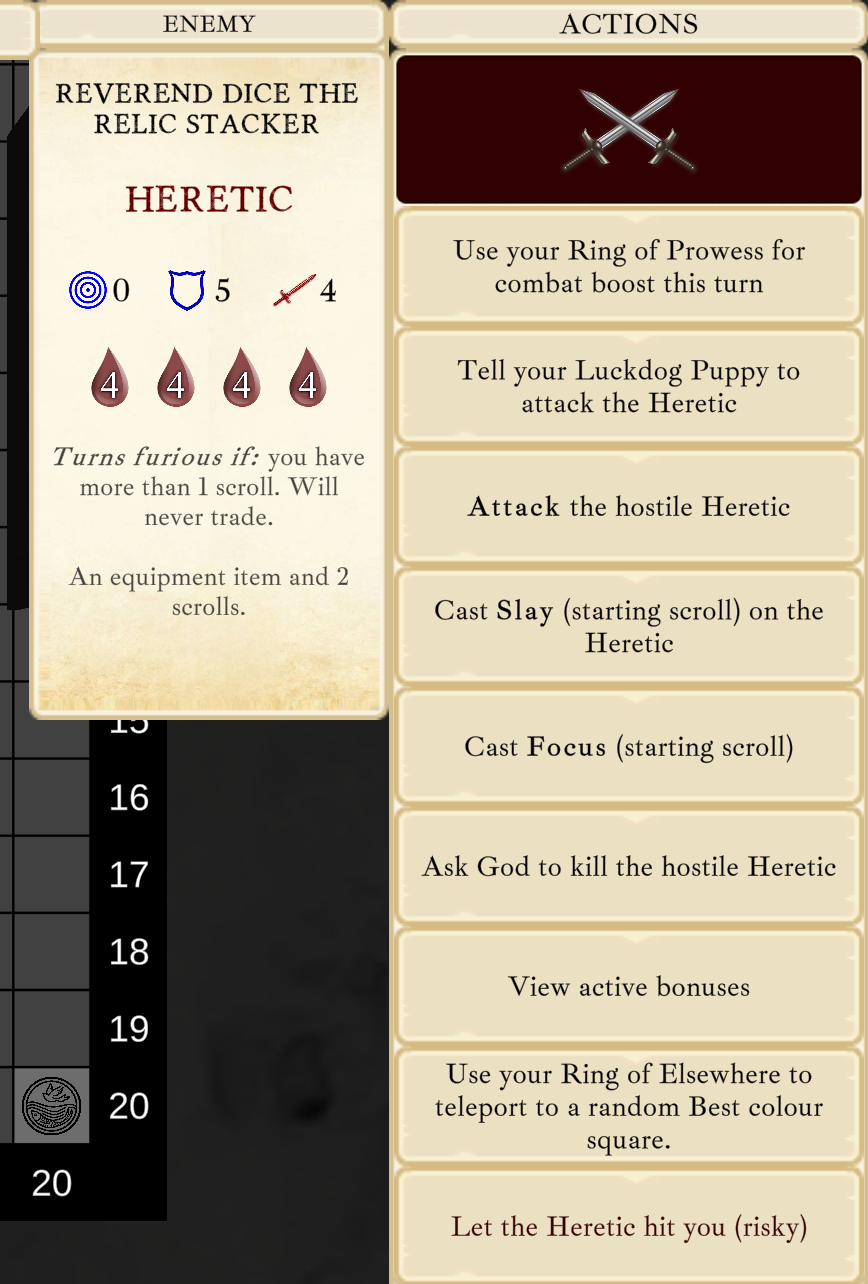 ENEMY
REVEREND DICE THE
RELIC STACKER
HERETIC
0 5 4
4 4 4 4
Turns furious if: you have
more than 1 scroll. Will
never trade.
An equipment item and 2
scrolls.
15
16
17
18
19
20
20
ACTIONS
Use your Ring of Prowess for
combat boost this turn
Tell your Luckdog Puppy to
attack the Heretic
Attack the hostile Heretic
Cast Slay (starting scroll) on the
Heretic
Cast Focus (starting scroll)
Ask God to kill the hostile Heretic
View active bonuses
Use your Ring of Elsewhere to
teleport to a random Best colour
square.
Let the Heretic hit you (risky)